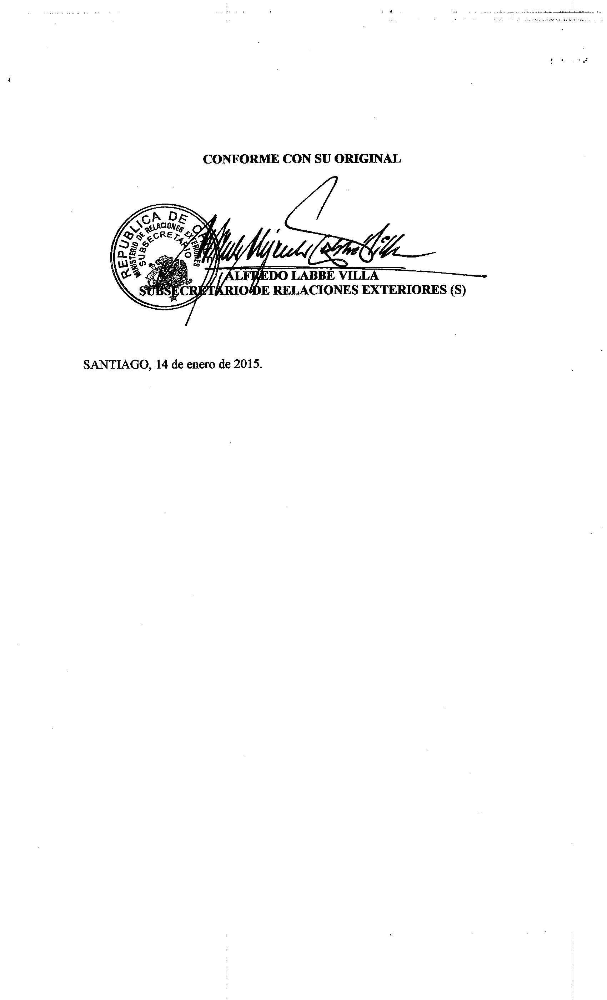 CONFORME CON SU ORIGINAL
REPUBLICA DE
MINISTERIO DE RELACIONES EXTERIORES
SUBSECRETARIO
ALFREDO LABBÉ VILLA
SUBSECRETARIO DE RELACIONES EXTERIORES (S)
SANTIAGO, 14 de enero de 2015.